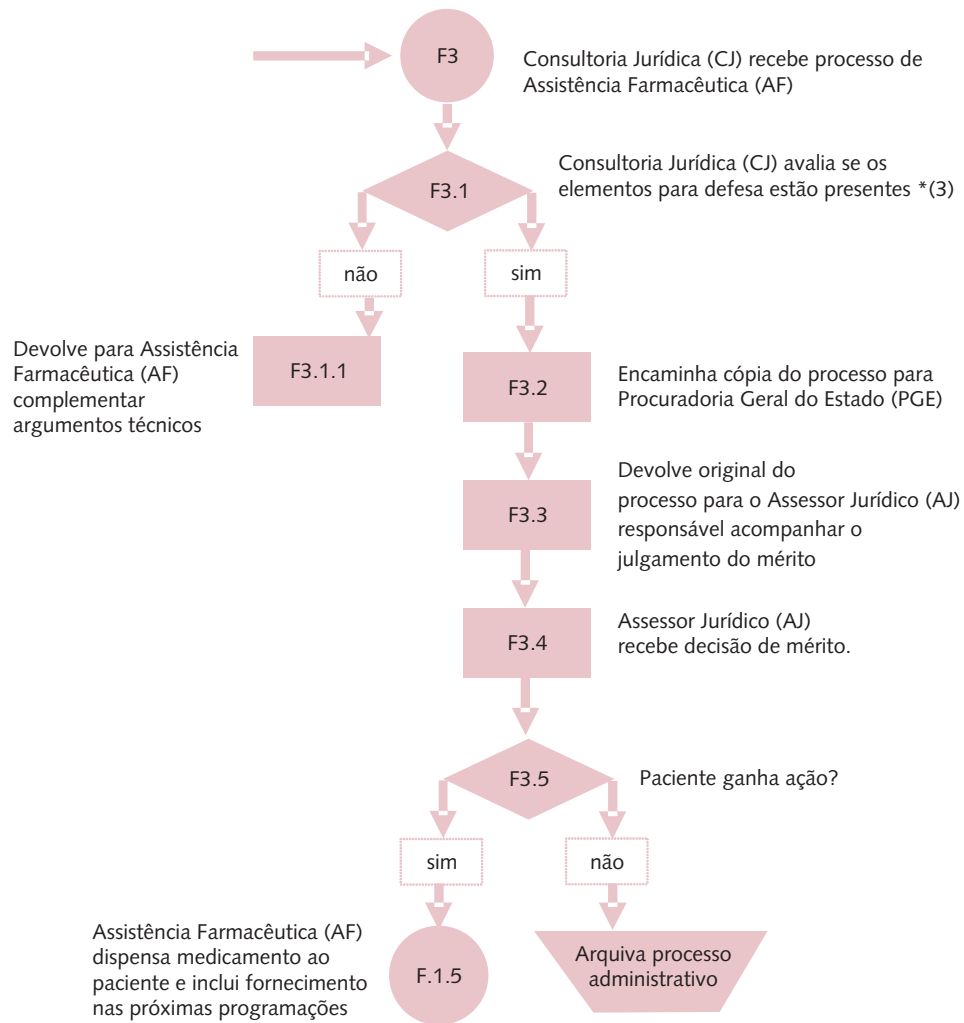 F3
Consultoria Jurídica (CJ) recebe processo de
Assistência Farmacêutica (AF)
F3.1
Consultoria Jurídica (CJ) avalia se os
elementos para defesa estão presentes *(3)
não
sim
Devolve para Assistência
Farmacêutica (AF)
complementar
argumentos técnicos
F3.1.1
F3.2
Encaminha cópia do processo para
Procuradoria Geral do Estado (PGE)
F3.3
Devolve original do
processo para o Assessor Jurídico (AJ)
responsável acompanhar o
julgamento do mérito
F3.4
Assessor Jurídico (AJ)
recebe decisão de mérito.
F3.5
Paciente ganha ação?
sim
não
Assistência Farmacêutica (AF)
dispensa medicamento ao
paciente e inclui fornecimento
nas próximas programações
F.1.5
Arquiva processo
administrativo